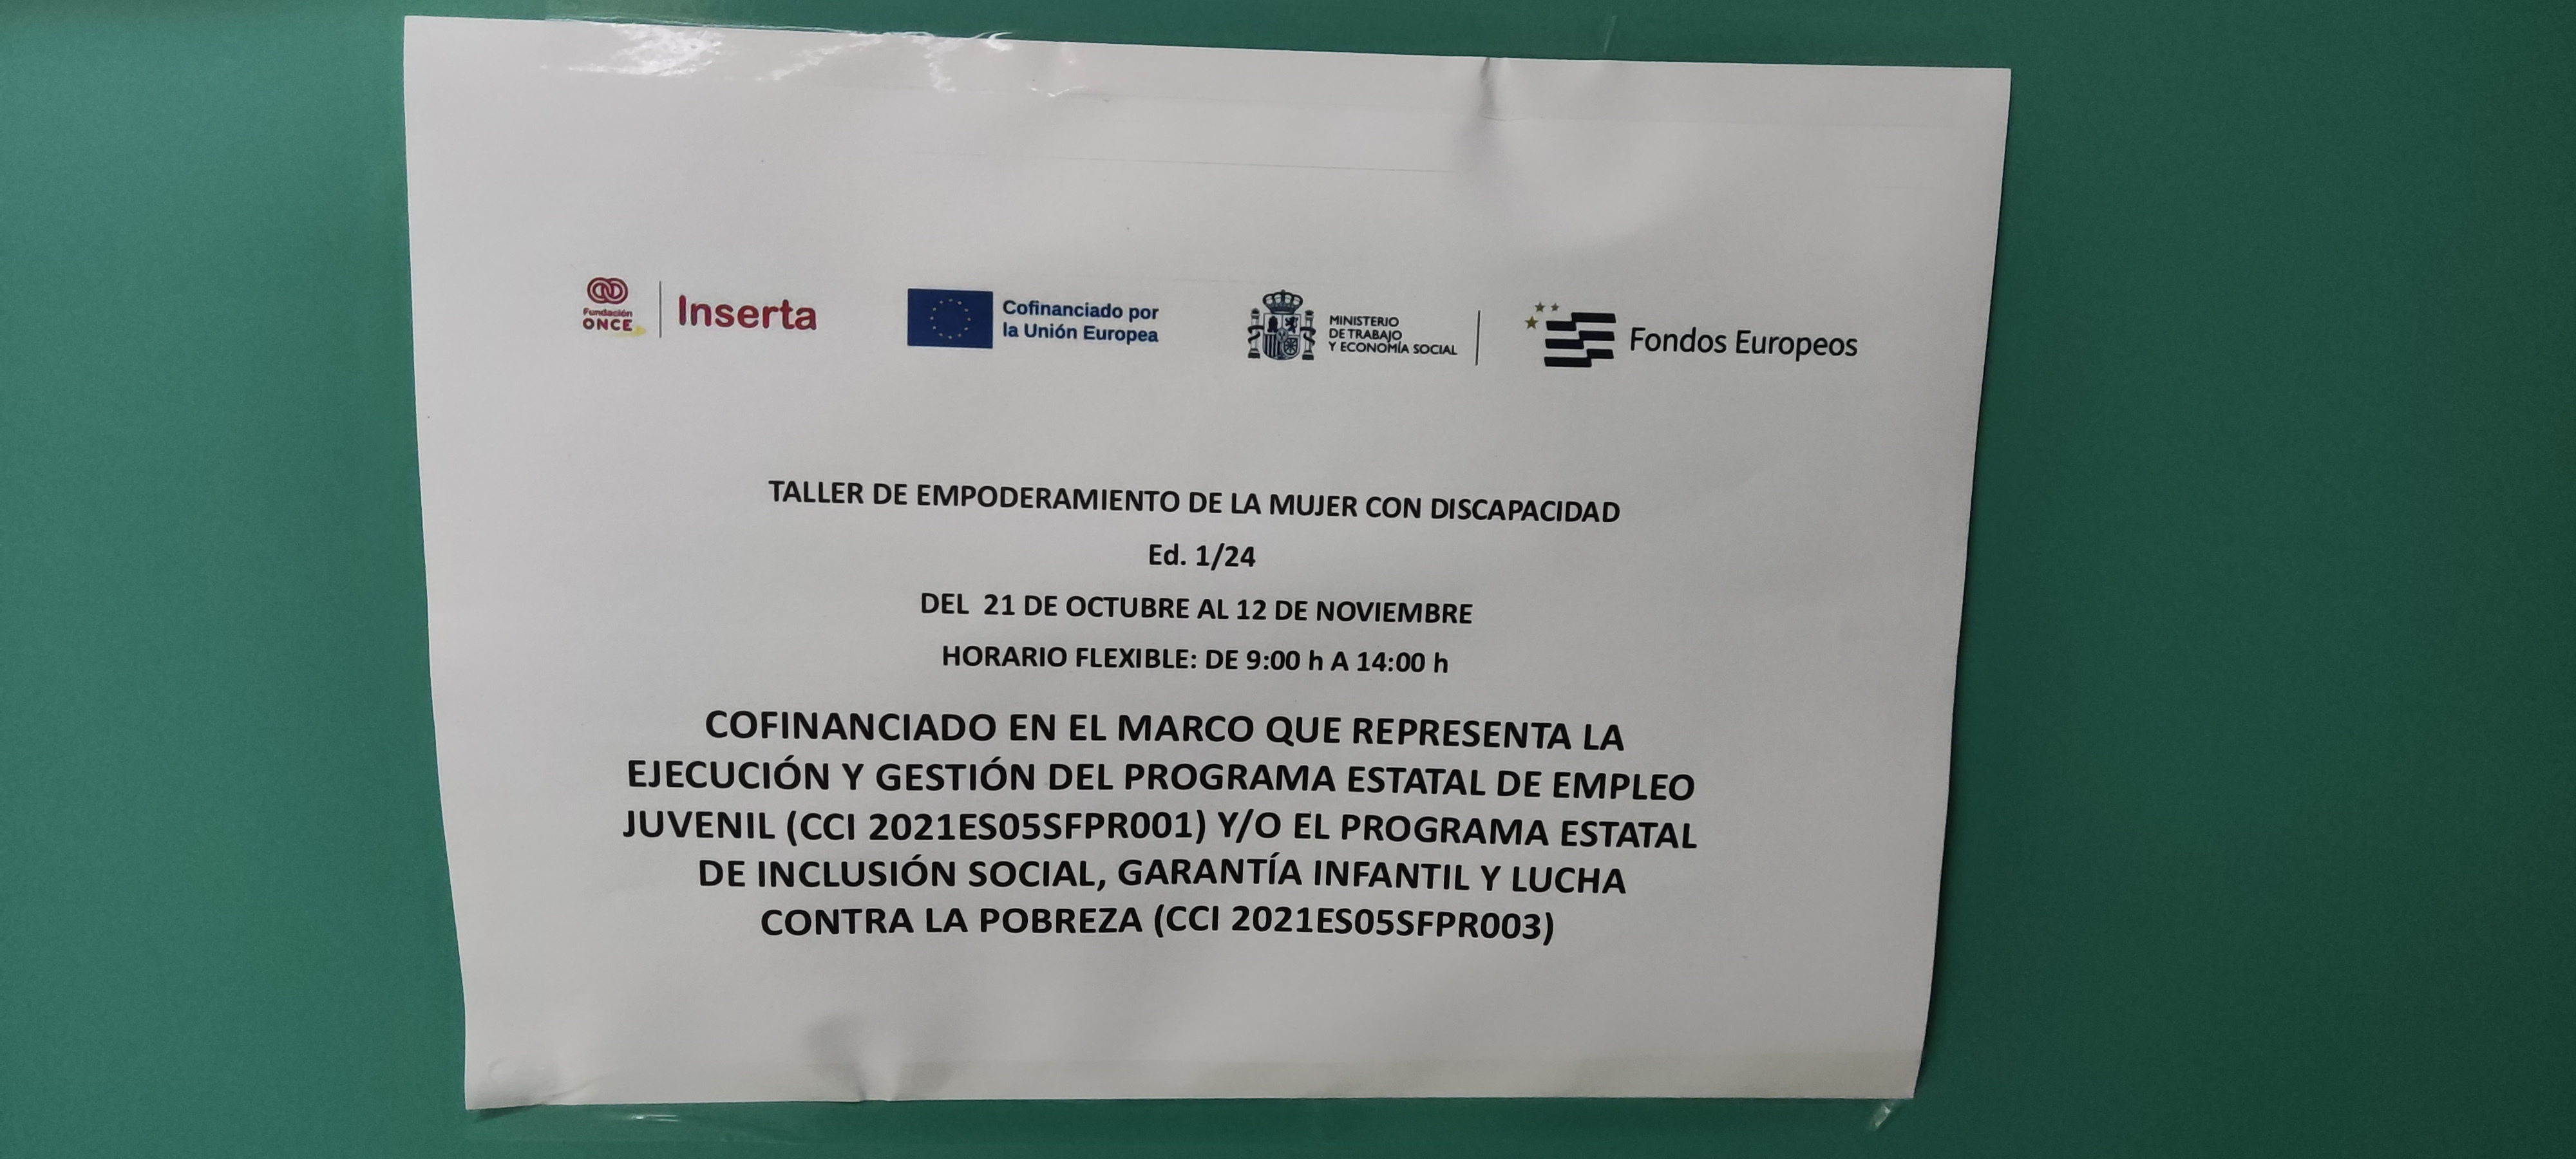 Fundación
ONCE
Inserta
Cofinanciado por
la Unión Europea
MINISTERIO
DE TRABAJO
Y ECONOMÍA SOCIAL
Fondos Europeos
TALLER DE EMPODERAMIENTO DE LA MUJER CON DISCAPACIDAD
Ed. 1/24
DEL 21 DE OCTUBRE AL 12 DE NOVIEMBRE
HORARIO FLEXIBLE: DE 9:00 h A 14:00 h
COFINANCIADO EN EL MARCO QUE REPRESENTA LA
EJECUCIÓN Y GESTIÓN DEL PROGRAMA ESTATAL DE EMPLEO
JUVENIL (CCI 2021ES05SFPR001) Y/O EL PROGRAMA ESTATAL
DE INCLUSIÓN SOCIAL, GARANTÍA INFANTIL Y LUCHA
CONTRA LA POBREZA (CCI 2021ES05SFPR003)